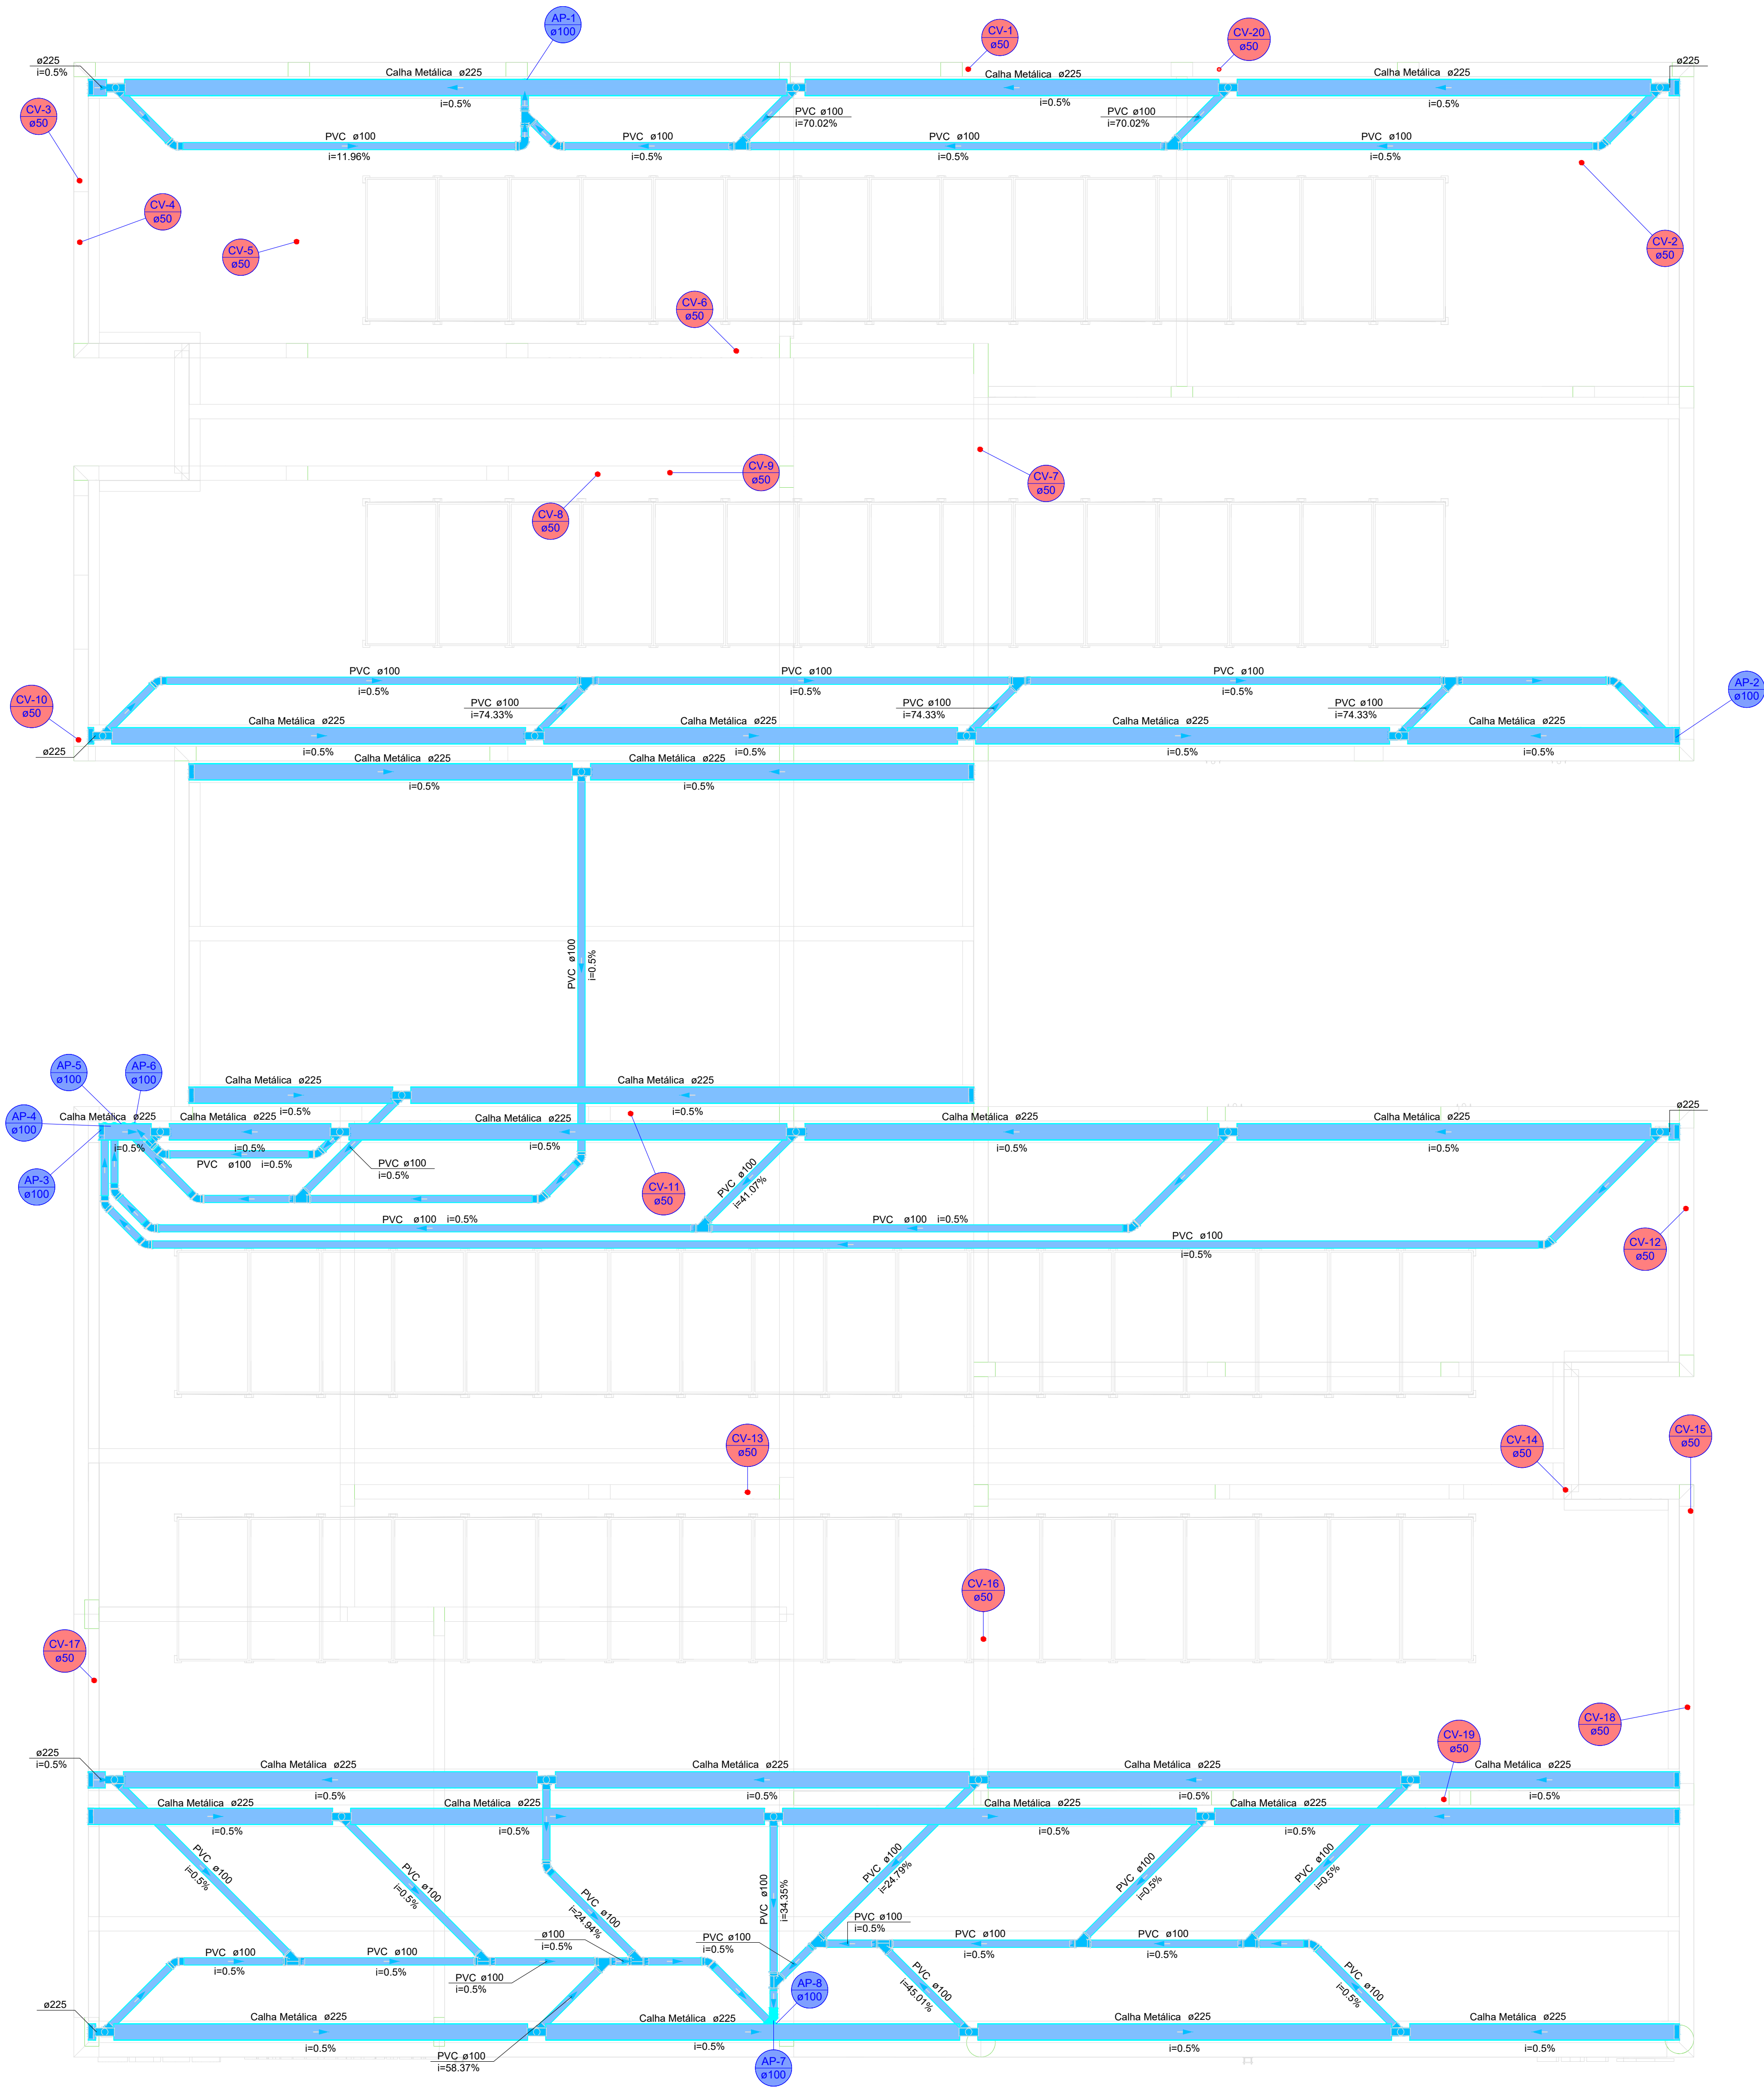 AP-1
ø100
CV-1
ø50
CV-20
ø50
ø225
i=0.5%
Calha Metálica ø225
i=0.5%
Calha Metálica ø225
i=0.5%
Calha Metálica ø225
i=0.5%
ø225
CV-3
ø50
PVC ø100
i=11.96%
PVC ø100
i=0.5%
PVC ø100
i=70.02%
PVC ø100
i=0.5%
PVC ø100
i=70.02%
PVC ø100
i=0.5%
CV-4
ø50
CV-5
ø50
CV-2
ø50
CV-6
ø50
CV-9
ø50
CV-7
ø50
CV-8
ø50
PVC ø100
i=0.5%
PVC ø100
i=0.5%
PVC ø100
i=0.5%
AP-2
ø100
CV-10
ø50
PVC ø100
i=74.33%
PVC ø100
i=74.33%
PVC ø100
i=74.33%
Calha Metálica ø225
i=0.5%
Calha Metálica ø225
i=0.5%
Calha Metálica ø225
i=0.5%
Calha Metálica ø225
i=0.5%
ø225
Calha Metálica ø225
i=0.5%
Calha Metálica ø225
i=0.5%
PVC ø100
i=0.5%
AP-5
ø100
AP-6
ø100
Calha Metálica ø225
i=0.5%
Calha Metálica ø225
i=0.5%
AP-4
ø100
Calha Metálica ø225
i=0.5%
Calha Metálica ø225
i=0.5%
Calha Metálica ø225
i=0.5%
Calha Metálica ø225
i=0.5%
Calha Metálica ø225
i=0.5%
ø225
AP-3
ø100
PVC ø100 i=0.5%
PVC ø100
i=0.5%
CV-11
ø50
PVC ø100
i=41.07%
PVC ø100 i=0.5%
PVC ø100 i=0.5%
PVC ø100
i=0.5%
CV-12
ø50
CV-13
ø50
CV-14
ø50
CV-15
ø50
CV-16
ø50
CV-17
ø50
CV-18
ø50
CV-19
ø50
ø225
i=0.5%
Calha Metálica ø225
i=0.5%
Calha Metálica ø225
i=0.5%
Calha Metálica ø225
i=0.5%
Calha Metálica ø225
i=0.5%
Calha Metálica ø225
i=0.5%
Calha Metálica ø225
i=0.5%
Calha Metálica ø225
i=0.5%
Calha Metálica ø225
i=0.5%
PVC ø100
i=0.5%
PVC ø100
i=0.5%
PVC ø100
i=24.94%
PVC ø100
i=34.35%
PVC ø100
i=24.79%
PVC ø100
i=0.5%
PVC ø100
i=0.5%
PVC ø100
i=0.5%
PVC ø100
i=0.5%
PVC ø100
i=0.5%
ø100
i=0.5%
PVC ø100
i=0.5%
PVC ø100
i=0.5%
PVC ø100
i=0.5%
PVC ø100
i=0.5%
PVC ø100
i=45.01%
PVC ø100
i=0.5%
AP-8
ø100
ø225
Calha Metálica ø225
i=0.5%
Calha Metálica ø225
i=0.5%
Calha Metálica ø225
i=0.5%
Calha Metálica ø225
i=0.5%
PVC ø100
i=58.37%
AP-7
ø100